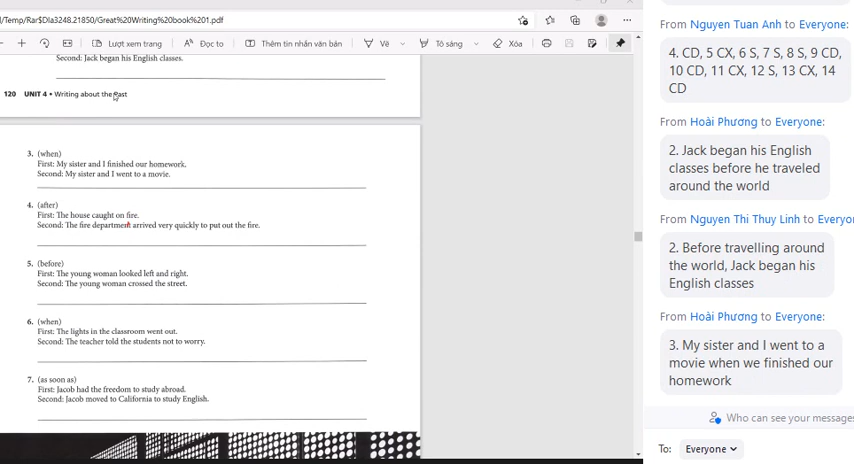 l/Temp/Rar$DIa3248.21850/Great%20Writing%20book%201.pdf
Lượt xem trang
Đọc to
Thêm tin nhắn văn bản
Vẽ
Tô sáng
Xóa
Second: Jack began his English classes.
120 UNIT 4 • Writing about the Past
3. (when)
First: My sister and I finished our homework.
Second: My sister and I went to a movie.
4. (after)
First: The house caught on fire.
Second: The fire department arrived very quickly to put out the fire.
5. (before)
First: The young woman looked left and right.
Second: The young woman crossed the street.
6. (when)
First: The lights in the classroom went out.
Second: The teacher told the students not to worry.
7. (as soon as)
First: Jacob had the freedom to study abroad.
Second: Jacob moved to California to study English.
From Nguyen Tuan Anh to Everyone:
4. CD, 5 CX, 6 S, 7 S, 8 S, 9 CD,
10 CD, 11 CX, 12 S, 13 CX, 14
CD
From Hoài Phương to Everyone:
2. Jack began his English
classes before he traveled
around the world
From Nguyen Thi Thuy Linh to Everyo
2. Before travelling around
the world, Jack began his
English classes
From Hoài Phương to Everyone:
3. My sister and I went to a
movie when we finished our
homework
Who can see your messages
To: Everyone